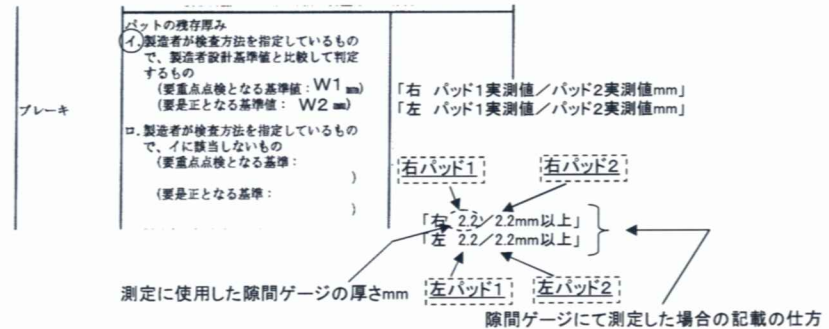 パットの残存厚み
イ.製造者が検査方法を指定しているもの
で、製造者設計基準値と比較して判定
するもの
(要重点点検となる基準値:W1 mm)
(要是正となる基準値: W2 mm)
ブレーキ
「右 パッド1実測値/パッド2実測値mm」
「左 パッド1実測値/パッド2実測値mm」
ロ.製造者が検査方法を指定しているもの
で、イに該当しないもの
(要重点点検となる基準:
)
(要是正となる基準:
)
右パッド1
右パッド2
「右 2.2/2.2mm以上」
「左 2.2/2.2mm以上」
測定に使用した隙間ゲージの厚さmm
左パッド1
左パッド2
隙間ゲージにて測定した場合の記載の仕方